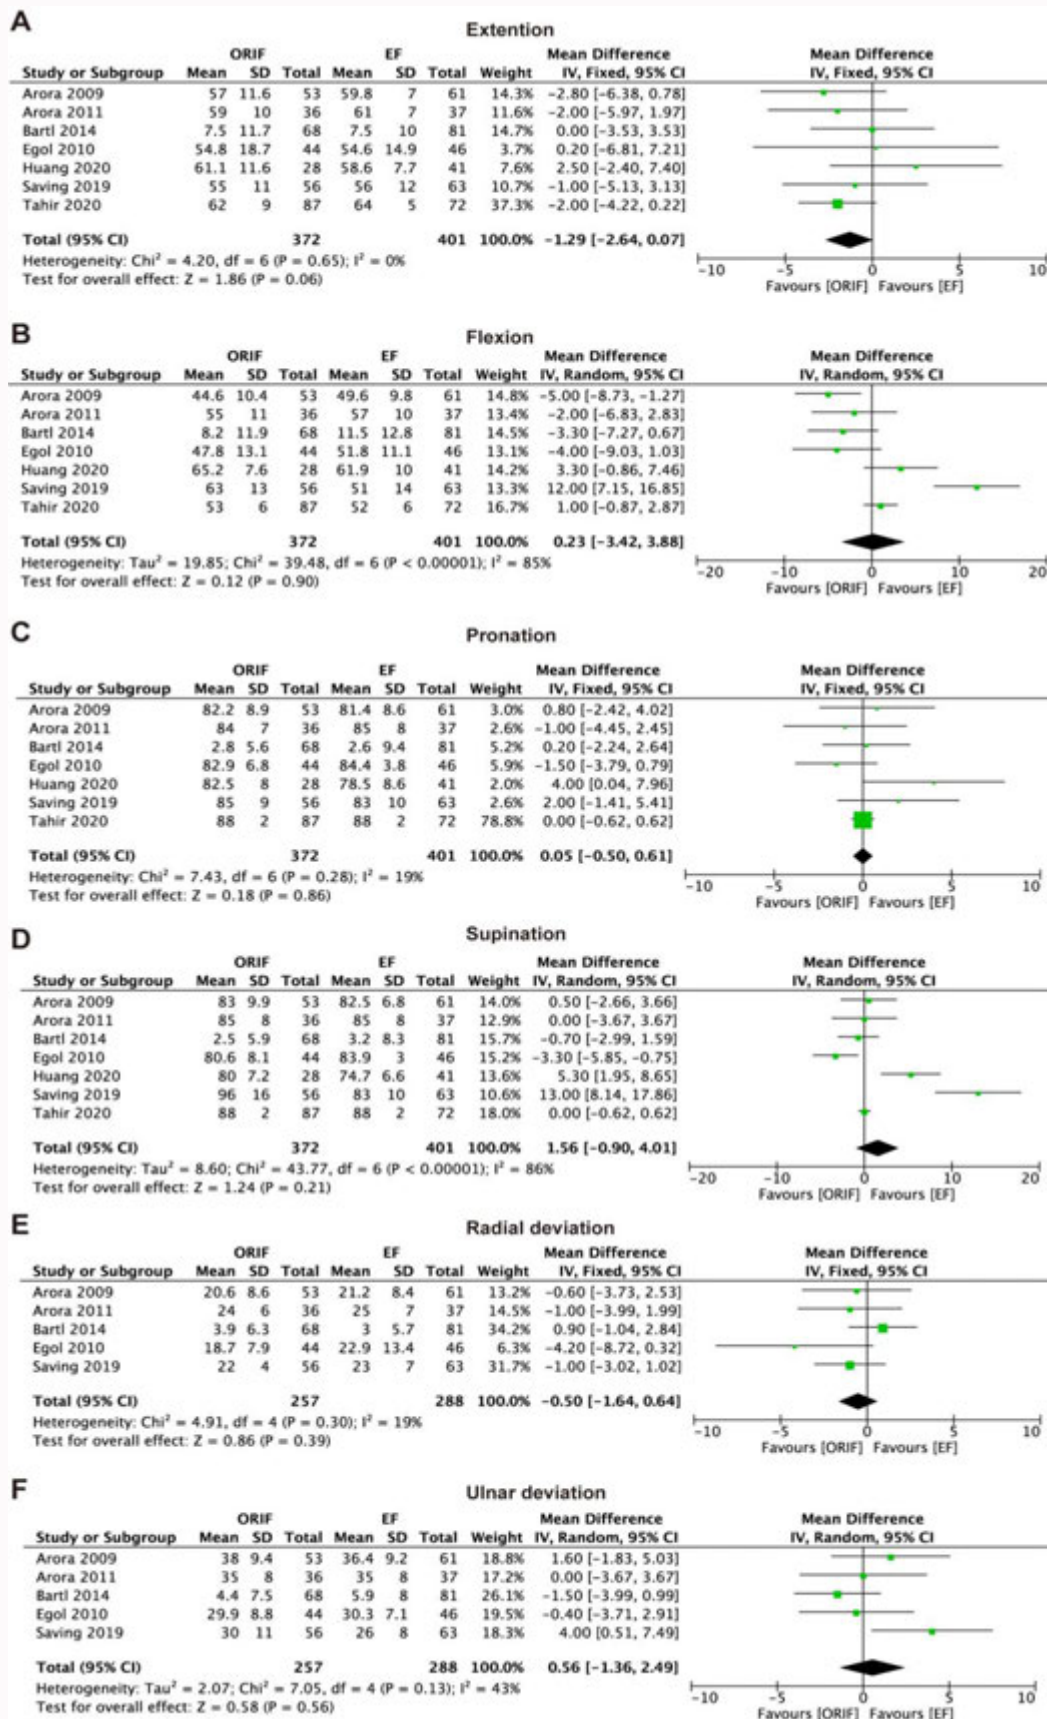 A
Extention
ORIF EF Mean Difference Mean Difference
Study or Subgroup Mean SD Total Mean SD Total Weight IV, Fixed, 95% CI IV, Fixed, 95% CI
Arora 2009 57 11.6 53 59.8 7 61 14.3% −2.80 [−6.38, 0.78]
Arora 2011 59 10 36 61 7 37 11.6% −2.00 [−5.97, 1.97]
Bartl 2014 7.5 11.7 68 7.5 10 81 14.7% 0.00 [−3.53, 3.53]
Egol 2010 54.8 18.7 44 54.6 14.9 46 3.7% 0.20 [−6.81, 7.21]
Huang 2020 61.1 11.6 28 58.6 7.7 41 7.6% 2.50 [−2.40, 7.40]
Saving 2019 55 11 56 56 12 63 10.7% −1.00 [−5.13, 3.13]
Tahir 2020 62 9 87 64 5 72 37.3% −2.00 [−4.22, 0.22]
Total (95% CI) 372 401 100.0% −1.29 [−2.64, 0.07]
Heterogeneity: Chi² = 4.20, df = 6 (P = 0.65); I² = 0%
Test for overall effect: Z = 1.86 (P = 0.06)
−10 −5 0 5 10
Favours [ORIF] Favours [EF]
B
Flexion
ORIF EF Mean Difference Mean Difference
Study or Subgroup Mean SD Total Mean SD Total Weight IV, Random, 95% CI IV, Random, 95% CI
Arora 2009 44.6 10.4 53 49.6 9.8 61 14.8% −5.00 [−8.73, −1.27]
Arora 2011 55 11 36 57 10 37 13.4% −2.00 [−6.83, 2.83]
Bartl 2014 8.2 11.9 68 11.5 12.8 81 14.5% −3.30 [−7.27, 0.67]
Egol 2010 47.8 13.1 44 51.8 11.1 46 13.1% −4.00 [−9.03, 1.03]
Huang 2020 65.2 7.6 28 61.9 10 41 14.2% 3.30 [−0.86, 7.46]
Saving 2019 63 13 56 51 14 63 13.3% 12.00 [7.15, 16.85]
Tahir 2020 53 6 87 52 6 72 16.7% 1.00 [−0.87, 2.87]
Total (95% CI) 372 401 100.0% 0.23 [−3.42, 3.88]
Heterogeneity: Tau² = 19.85; Chi² = 39.48, df = 6 (P < 0.00001); I² = 85%
Test for overall effect: Z = 0.12 (P = 0.90)
−20 −10 0 10 20
Favours [ORIF] Favours [EF]
C
Pronation
ORIF EF Mean Difference Mean Difference
Study or Subgroup Mean SD Total Mean SD Total Weight IV, Fixed, 95% CI IV, Fixed, 95% CI
Arora 2009 82.2 8.9 53 81.4 8.6 61 3.0% 0.80 [−2.42, 4.02]
Arora 2011 84 7 36 85 8 37 2.6% −1.00 [−4.45, 2.45]
Bartl 2014 2.8 5.6 68 2.6 9.4 81 5.2% 0.20 [−2.24, 2.64]
Egol 2010 82.9 6.8 44 84.4 3.8 46 5.9% −1.50 [−3.79, 0.79]
Huang 2020 82.5 8 28 78.5 8.6 41 2.0% 4.00 [0.04, 7.96]
Saving 2019 85 9 56 83 10 63 2.6% 2.00 [−1.41, 5.41]
Tahir 2020 88 2 87 88 2 72 78.8% 0.00 [−0.62, 0.62]
Total (95% CI) 372 401 100.0% 0.05 [−0.50, 0.61]
Heterogeneity: Chi² = 7.43, df = 6 (P = 0.28); I² = 19%
Test for overall effect: Z = 0.18 (P = 0.86)
−10 −5 0 5 10
Favours [ORIF] Favours [EF]
D
Supination
ORIF EF Mean Difference Mean Difference
Study or Subgroup Mean SD Total Mean SD Total Weight IV, Random, 95% CI IV, Random, 95% CI
Arora 2009 83 9.9 53 82.5 6.8 61 14.0% 0.50 [−2.66, 3.66]
Arora 2011 85 8 36 85 8 37 12.9% 0.00 [−3.67, 3.67]
Bartl 2014 2.5 5.9 68 3.2 8.3 81 15.7% −0.70 [−2.99, 1.59]
Egol 2010 80.6 8.1 44 83.9 3 46 15.2% −3.30 [−5.85, −0.75]
Huang 2020 80 7.2 28 74.7 6.6 41 13.6% 5.30 [1.95, 8.65]
Saving 2019 96 16 56 83 10 63 10.6% 13.00 [8.14, 17.86]
Tahir 2020 88 2 87 88 2 72 18.0% 0.00 [−0.62, 0.62]
Total (95% CI) 372 401 100.0% 1.56 [−0.90, 4.01]
Heterogeneity: Tau² = 8.60; Chi² = 43.77, df = 6 (P < 0.00001); I² = 86%
Test for overall effect: Z = 1.24 (P = 0.21)
−20 −10 0 10 20
Favours [ORIF] Favours [EF]
E
Radial deviation
ORIF EF Mean Difference Mean Difference
Study or Subgroup Mean SD Total Mean SD Total Weight IV, Fixed, 95% CI IV, Fixed, 95% CI
Arora 2009 20.6 8.6 53 21.2 8.4 61 13.2% −0.60 [−3.73, 2.53]
Arora 2011 24 6 36 25 7 37 14.5% −1.00 [−3.99, 1.99]
Bartl 2014 3.9 6.3 68 3 5.7 81 34.2% 0.90 [−1.04, 2.84]
Egol 2010 18.7 7.9 44 22.9 13.4 46 6.3% −4.20 [−8.72, 0.32]
Saving 2019 22 4 56 23 7 63 31.7% −1.00 [−3.02, 1.02]
Total (95% CI) 257 288 100.0% −0.50 [−1.64, 0.64]
Heterogeneity: Chi² = 4.91, df = 4 (P = 0.30); I² = 19%
Test for overall effect: Z = 0.86 (P = 0.39)
−10 −5 0 5 10
Favours [ORIF] Favours [EF]
F
Ulnar deviation
ORIF EF Mean Difference Mean Difference
Study or Subgroup Mean SD Total Mean SD Total Weight IV, Random, 95% CI IV, Random, 95% CI
Arora 2009 38 9.4 53 36.4 9.2 61 18.8% 1.60 [−1.83, 5.03]
Arora 2011 35 8 36 35 8 37 17.2% 0.00 [−3.67, 3.67]
Bartl 2014 4.4 7.5 68 5.9 8 81 26.1% −1.50 [−3.99, 0.99]
Egol 2010 29.9 8.8 44 30.3 7.1 46 19.5% −0.40 [−3.71, 2.91]
Saving 2019 30 11 56 26 8 63 18.3% 4.00 [0.51, 7.49]
Total (95% CI) 257 288 100.0% 0.56 [−1.36, 2.49]
Heterogeneity: Tau² = 2.07; Chi² = 7.05, df = 4 (P = 0.13); I² = 43%
Test for overall effect: Z = 0.58 (P = 0.56)
−10 −5 0 5 10
Favours [ORIF] Favours [EF]